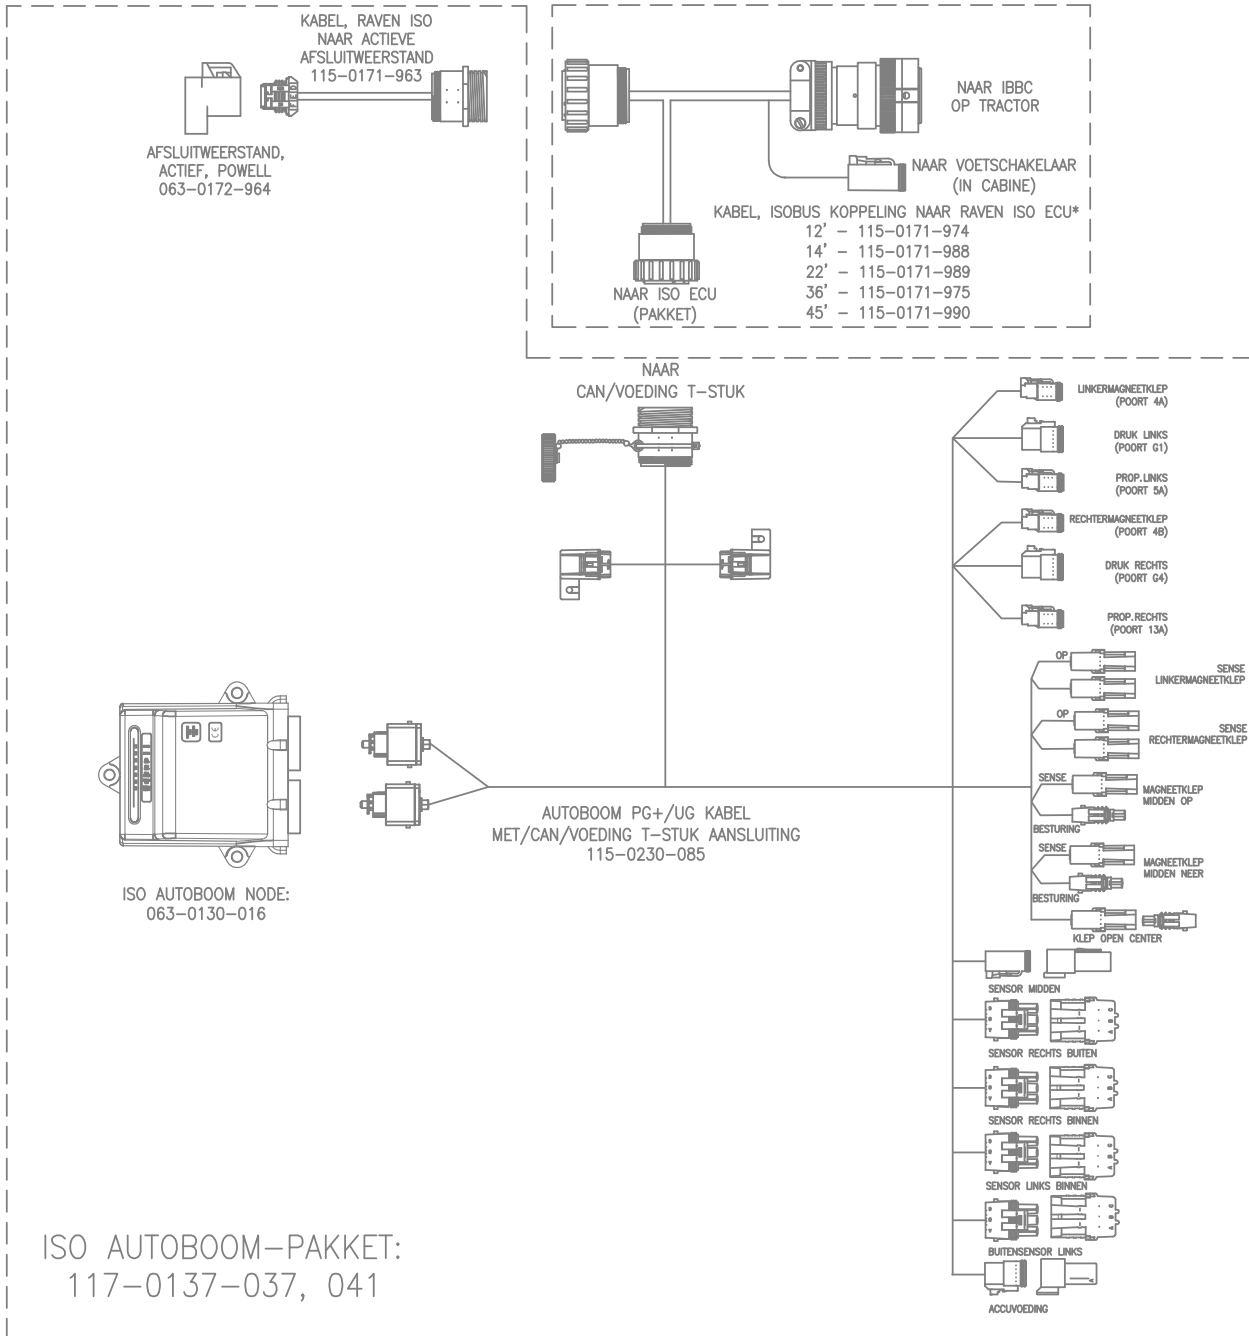 KABEL, RAVEN ISO
NAAR ACTIEVE
AFSLUITWEERSTAND
115-0171-963
AFSLUITWEERSTAND,
ACTIEF, POWELL
063-0172-964
NAAR IBBC
OP TRACTOR
NAAR VOETSCHAKELAAR
(IN CABINE)
KABEL, ISOBUS KOPPELING NAAR RAVEN ISO ECU*
12' - 115-0171-974
14' - 115-0171-988
22' - 115-0171-989
36' - 115-0171-975
45' - 115-0171-990
NAAR ISO ECU
(PAKKET)
NAAR
CAN/VOEDING T-STUK
LINKERMAGNEETKLEP
(POORT 4A)
DRUK LINKS
(POORT G1)
PROP.LINKS
(POORT 5A)
RECHTERMAGNEETKLEP
(POORT 4B)
DRUK RECHTS
(POORT G4)
PROP.RECHTS
(POORT 13A)
OP
SENSE
LINKERMAGNEETKLEP
OP
SENSE
RECHTERMAGNEETKLEP
SENSE
MAGNEETKLEP
MIDDEN OP
BESTURING
SENSE
MAGNEETKLEP
MIDDEN NEER
BESTURING
KLEP OPEN CENTER
AUTOBOOM PG+/UG KABEL
MET/CAN/VOEDING T-STUK AANSLUITING
115-0230-085
ISO AUTOBOOM NODE:
063-0130-016
SENSOR MIDDEN
SENSOR RECHTS BUITEN
SENSOR RECHTS BINNEN
SENSOR LINKS BINNEN
BUITENSENSOR LINKS
ACCUVOEDING
ISO AUTOBOOM-PAKKET:
117-0137-037, 041